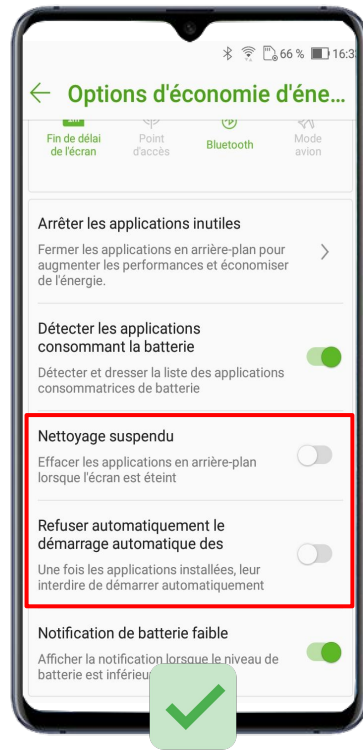 66 % 16:3
Options d'économie d'éne...
Fin de délai
de l'écran
Point
d'accès
Bluetooth
Mode
avion
Arrêter les applications inutiles
Fermer les applications en arrière-plan pour
augmenter les performances et économiser
de l'énergie.
Détecter les applications
consommant la batterie
Détecter et dresser la liste des applications
consommatrices de batterie
Nettoyage suspendu
Effacer les applications en arrière-plan
lorsque l'écran est éteint
Refuser automatiquement le
démarrage automatique des
Une fois les applications installées, leur
interdire de démarrer automatiquement
Notification de batterie faible
Afficher la notification lorsque le niveau de
batterie est